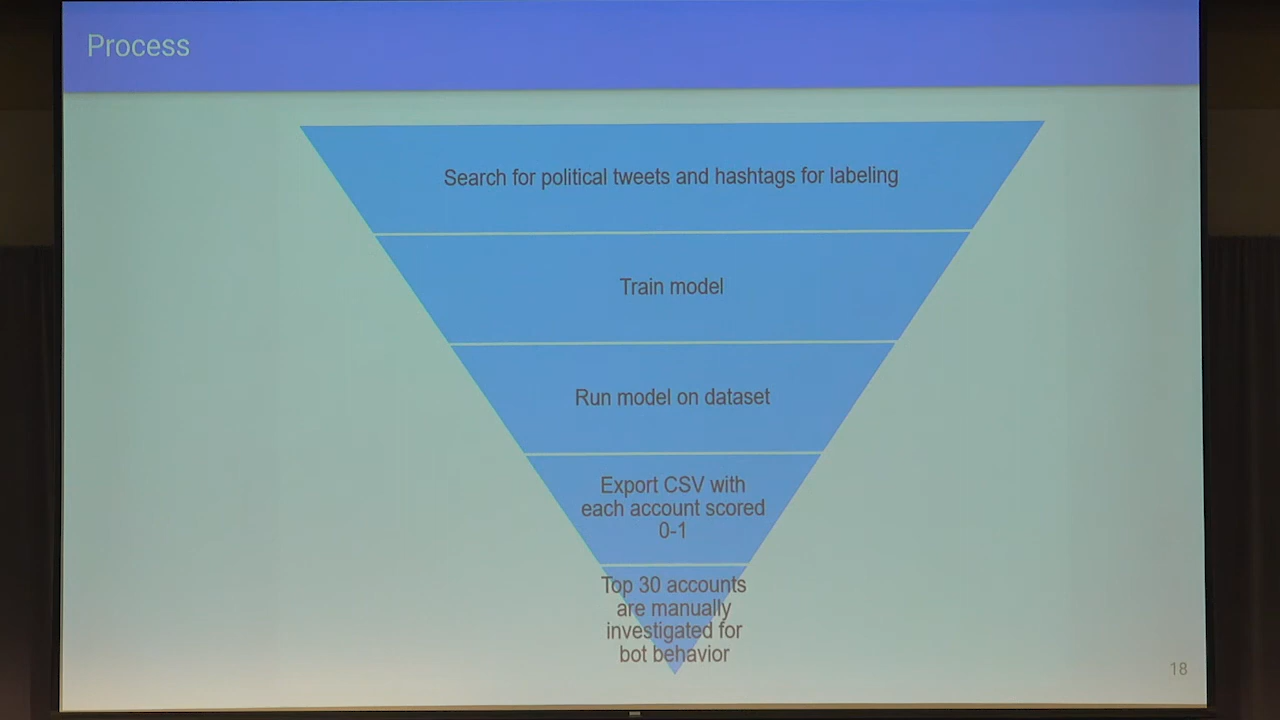 Process
Search for political tweets and hashtags for labeling
Train model
Run model on dataset
Export CSV with
each account scored
0-1
Top 30 accounts
are manually
investigated for
bot behavior
18